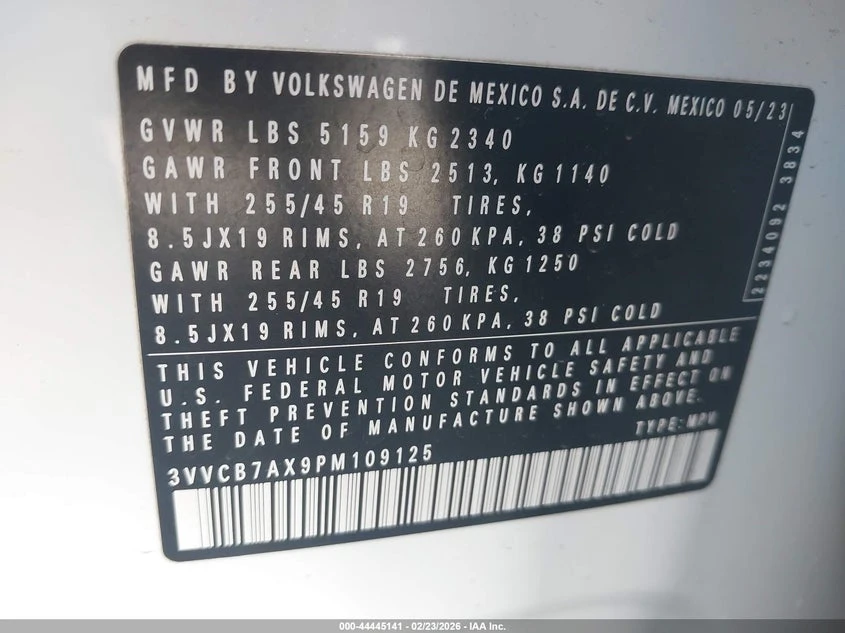 MFD BY VOLKSWAGEN DE MEXICO S.A. DE C.V. MEXICO 05/23
GVWR LBS 5159 KG 2340
GAWR FRONT LBS 2513, KG 1140
WITH 255/45 R19 TIRES,
8.5JX19 RIMS, AT 260 KPA, 38 PSI COLD
GAWR REAR LBS 2756, KG 1250
WITH 255/45 R19 TIRES,
8.5JX19 RIMS, AT 260 KPA, 38 PSI COLD
2234092 3834
THIS VEHICLE CONFORMS TO ALL APPLICABLE
U.S. FEDERAL MOTOR VEHICLE SAFETY AND
THEFT PREVENTION STANDARDS IN EFFECT ON
THE DATE OF MANUFACTURE SHOWN ABOVE.
TYPE: MPV
3VVCB7AX9PM109125
000-44445141 - 02/23/2026 - IAA Inc.